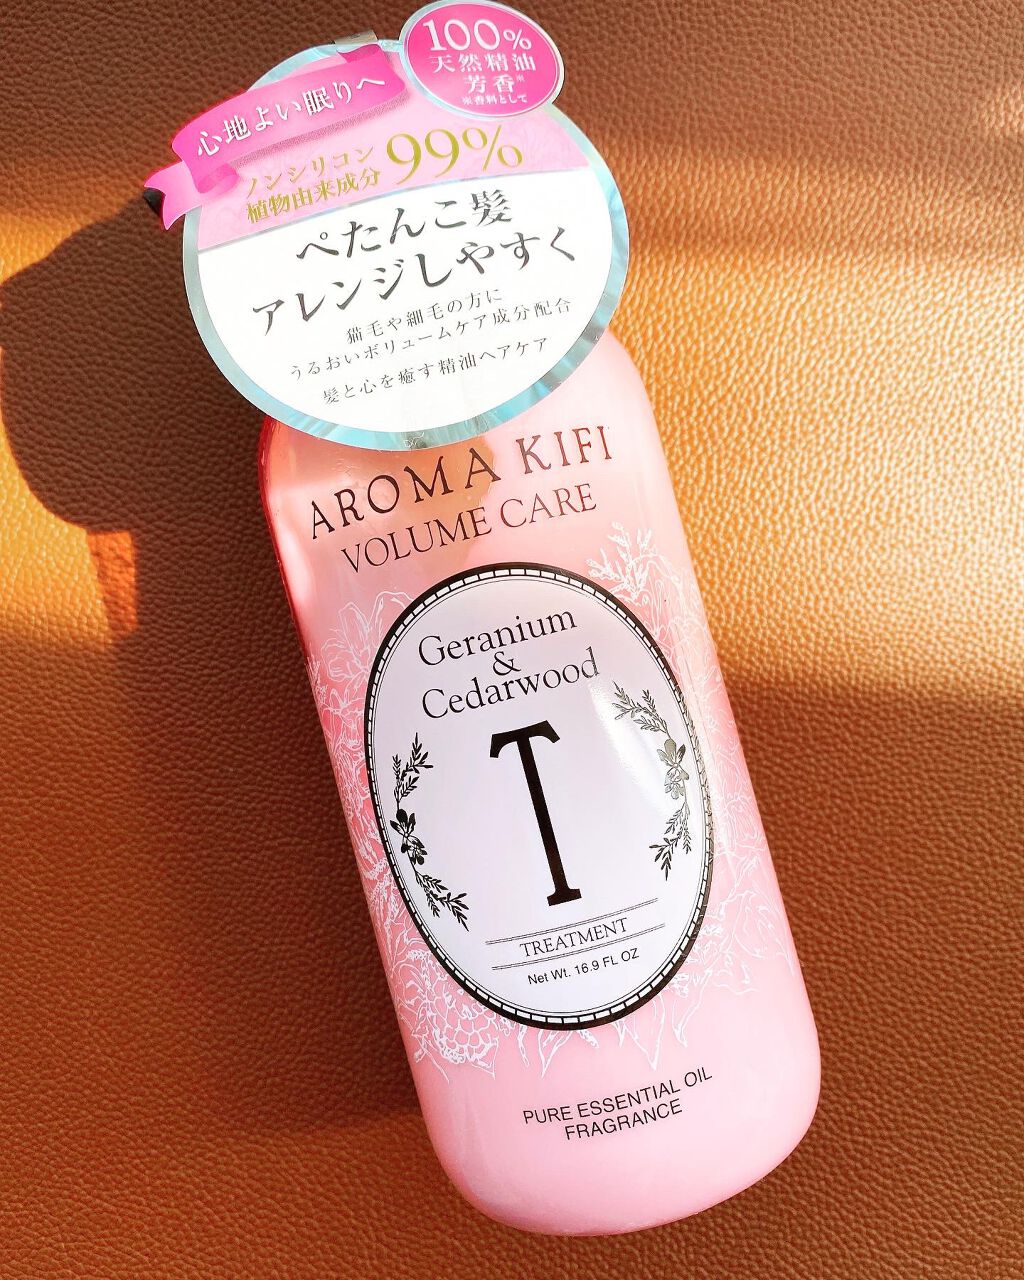 100%
天然精油
芳香※
※香料として
心地よい眠りへ
ノンシリコン
植物由来成分 99%
ぺたんこ髪
アレンジしやすく
猫毛や細毛の方に
うるおいボリュームケア成分配合
髪と心を癒す精油ヘアケア
AROMA KIFI
VOLUME CARE
Geranium
&
Cedarwood
T
TREATMENT
Net Wt. 16.9 FL OZ
PURE ESSENTIAL OIL
FRAGRANCE